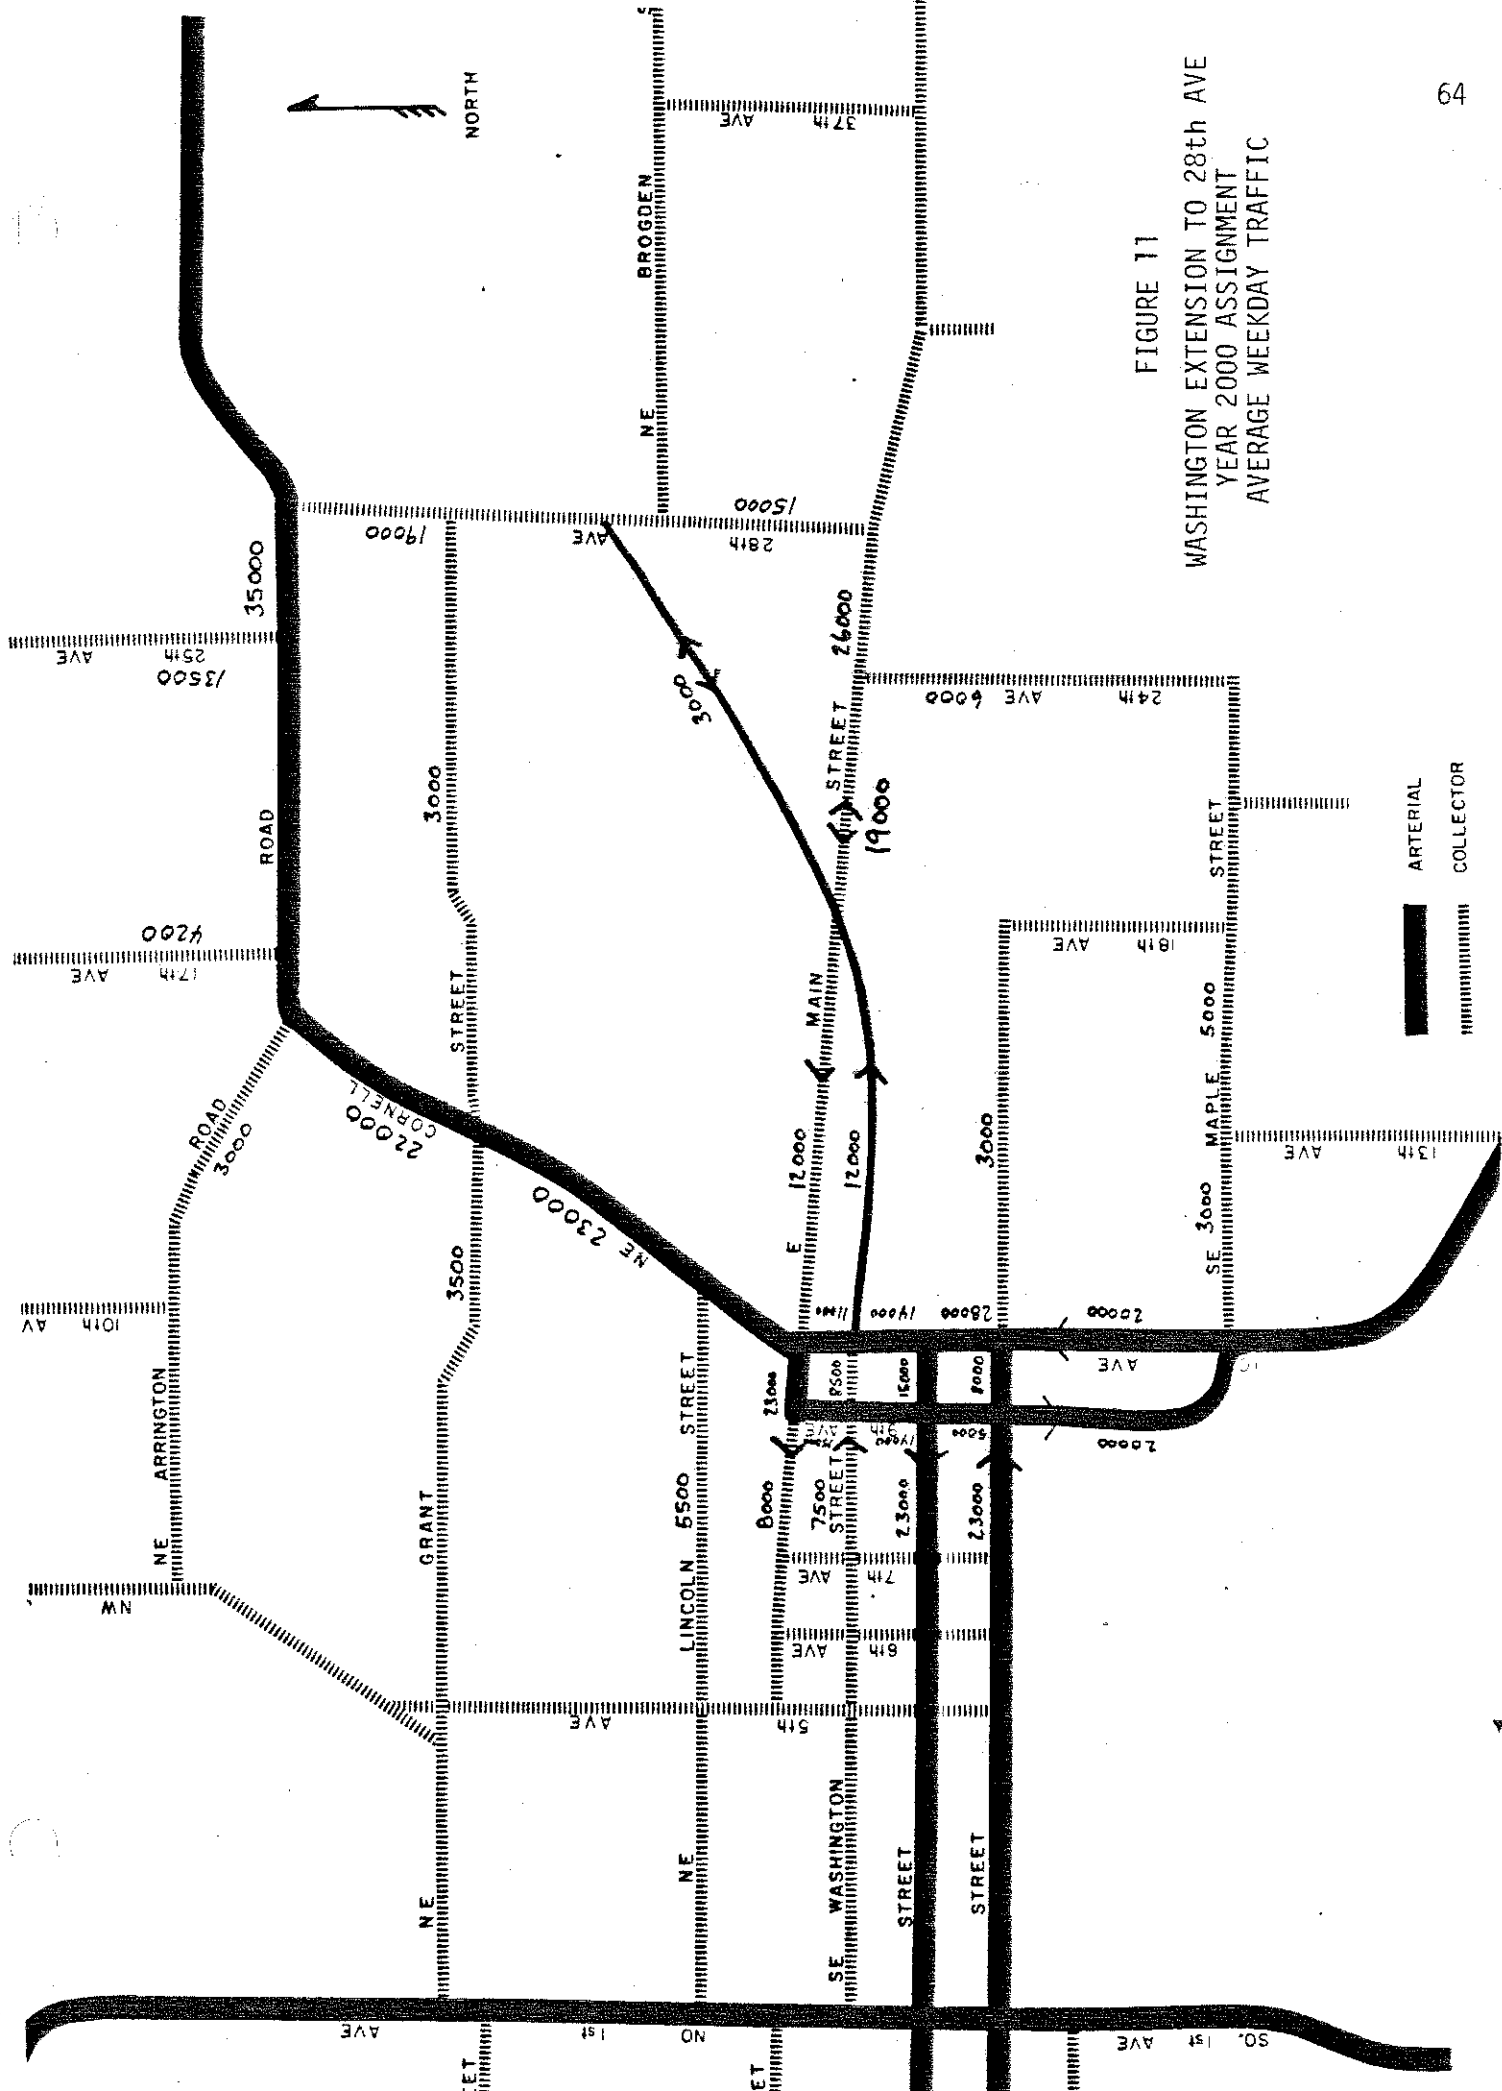 NORTH
17th AVE
4200
25th AVE
13500
ROAD
35000
10th AV
NE ARRINGTON ROAD
3000
NW
22000
CORNELL
NE 23000
NE GRANT STREET
3500
3000
19000
28th AVE
15000
NE BROGDEN
37th AVE
NE LINCOLN 5500 STREET
3000
E MAIN STREET
12000
19000
26000
12000
23000
8000
7500
8500
SE WASHINGTON STREET
5th AVE
6th AVE
7th AVE
9th AVE
14000
28000
23000
STREET
23000
STREET
8000
5000
20000
20000
AVE
3000
18th AVE
24th AVE
6000
SE 3000 MAPLE 5000 STREET
13th AVE
NO 1st AVE
SO. 1st AVE
ARTERIAL
COLLECTOR
FIGURE 11
WASHINGTON EXTENSION TO 28th AVE
YEAR 2000 ASSIGNMENT
AVERAGE WEEKDAY TRAFFIC
64